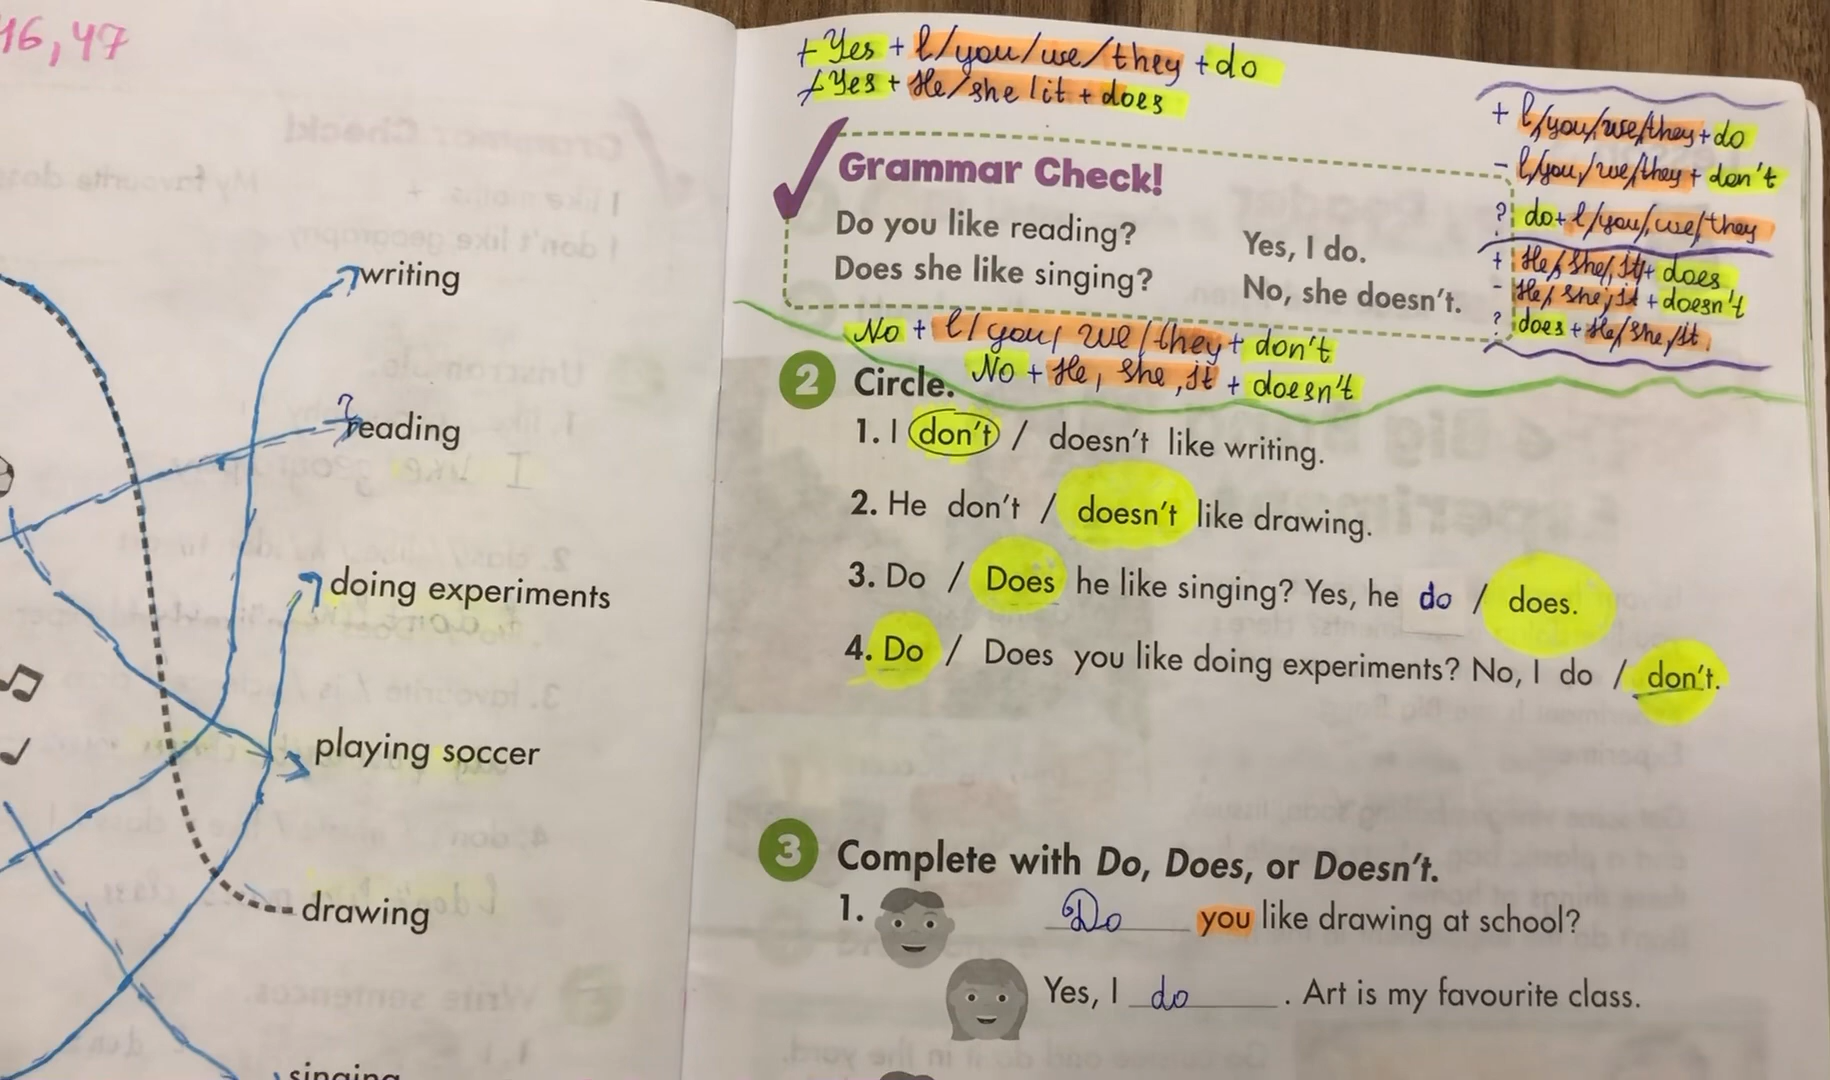 16,47
writing
reading
doing experiments
playing soccer
drawing
singing
+ Yes + I/you/we/they + do
+ Yes + He/she/it + does
Grammar Check!
Do you like reading? Yes, I do.
Does she like singing? No, she doesn't.
+ I/you/we/they + do
- I/you/we/they + don't
? do + I/you/we/they
+ He/she/it + does
- He/she/it + doesn't
? does + He/she/it.
No + I/you/we/they + don't
No + He, she, it + doesn't
2 Circle.
1. I don't / doesn't like writing.
2. He don't / doesn't like drawing.
3. Do / Does he like singing? Yes, he do / does.
4. Do / Does you like doing experiments? No, I do / don't.
3 Complete with Do, Does, or Doesn't.
1. Do you like drawing at school?
Yes, I do. Art is my favourite class.